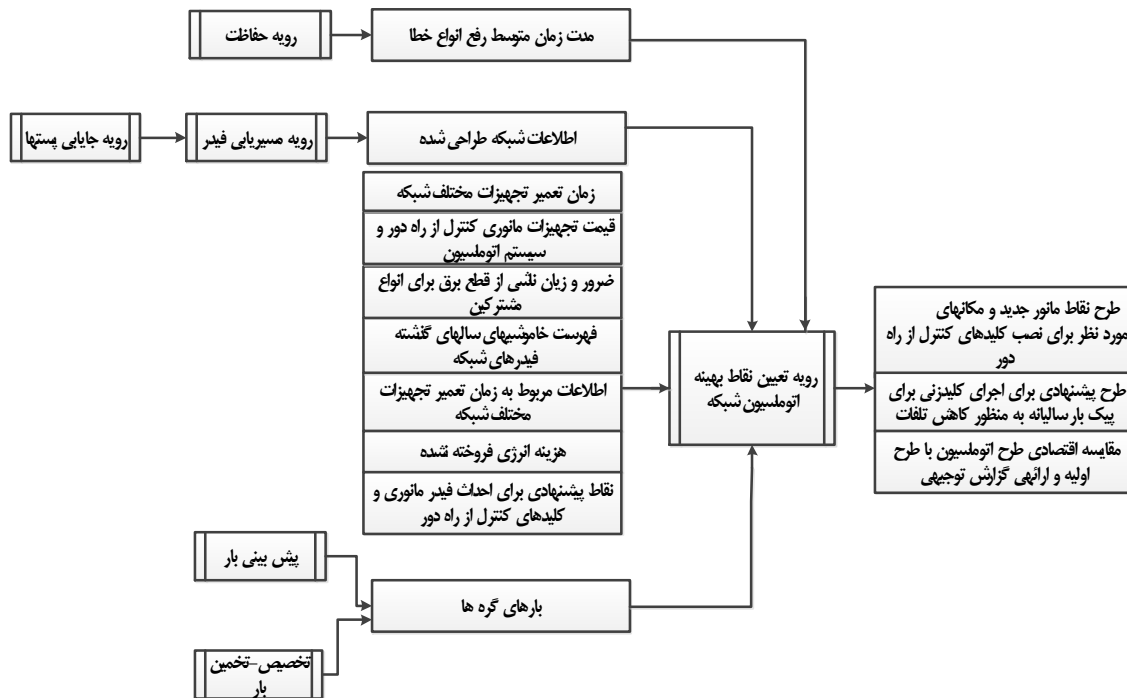 رویه حفاظت
مدت زمان متوسط رفع انواع خطا
رویه جایابی پستها
رویه مسیریابی فیدر
اطلاعات شبکه طراحی شده
زمان تعمیر تجهیزات مختلف شبکه
قیمت تجهیزات مانوری کنترل از راه دور و
سیستم اتوماسیون
ضرور و زیان ناشی از قطع برق برای انواع
مشترکین
فهرست خاموشیهای سالهای گذشته
فیدرهای شبکه
اطلاعات مربوط به زمان تعمیر تجهیزات
مختلف شبکه
هزینه انرژی فروخته نشده
نقاط پیشنهادی برای احداث فیدر مانوری و
کلیدهای کنترل از راه دور
رویه تعیین نقاط بهینه
اتوماسیون شبکه
طرح نقاط مانور جدید و مکانهای
مورد نظر برای نصب کلیدهای کنترل از راه
دور
طرح پیشنهادی برای اجرای کلیدزنی برای
پیک بار سالیانه به منظور کاهش تلفات
مقایسه اقتصادی طرح اتوماسیون با طرح
اولیه و ارائهی گزارش توجیهی
پیش بینی بار
بارهای گره ها
تخصیص-تخمین
بار